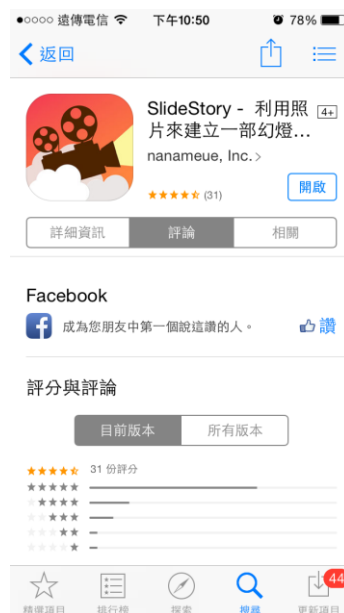 遠傳電信 下午10:50 78%
返回
SlideStory - 利用照 4+
片來建立一部幻燈…
nanameue, Inc.
(31) 開啟
詳細資訊 評論 相關
Facebook
成為您朋友中第一個說這讚的人。 讚
評分與評論
目前版本 所有版本
31 份評分
44
精選項目 排行榜 探索 搜尋 更新項目